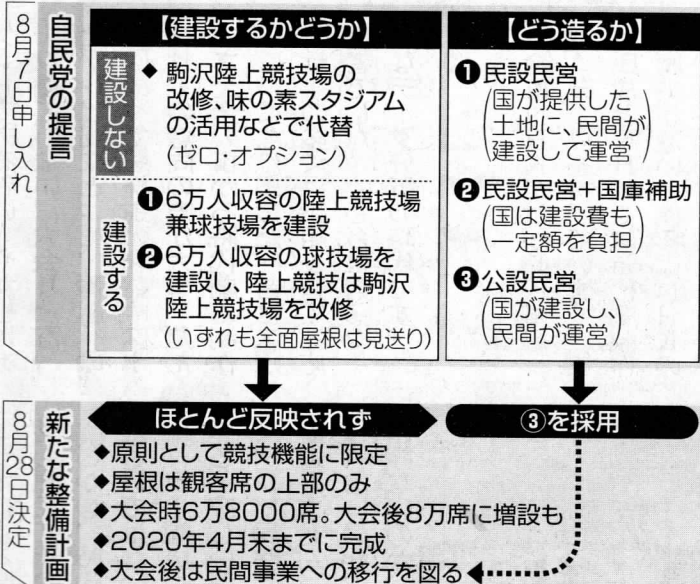 8月7日申し入れ
自民党の提言
【建設するかどうか】
建設しない
◆ 駒沢陸上競技場の
改修、味の素スタジアム
の活用などで代替
(ゼロ・オプション)
建設する
❶6万人収容の陸上競技場
兼球技場を建設
❷6万人収容の球技場を
建設し、陸上競技は駒沢
陸上競技場を改修
(いずれも全面屋根は見送り)
【どう造るか】
❶民設民営
(国が提供した
土地に、民間が
建設して運営)
❷民設民営+国庫補助
(国は建設費も
一定額を負担)
❸公設民営
(国が建設し、
民間が運営)
8月28日決定
新たな整備計画
ほとんど反映されず
③を採用
◆原則として競技機能に限定
◆屋根は観客席の上部のみ
◆大会時6万8000席。大会後8万席に増設も
◆2020年4月末までに完成
◆大会後は民間事業への移行を図る